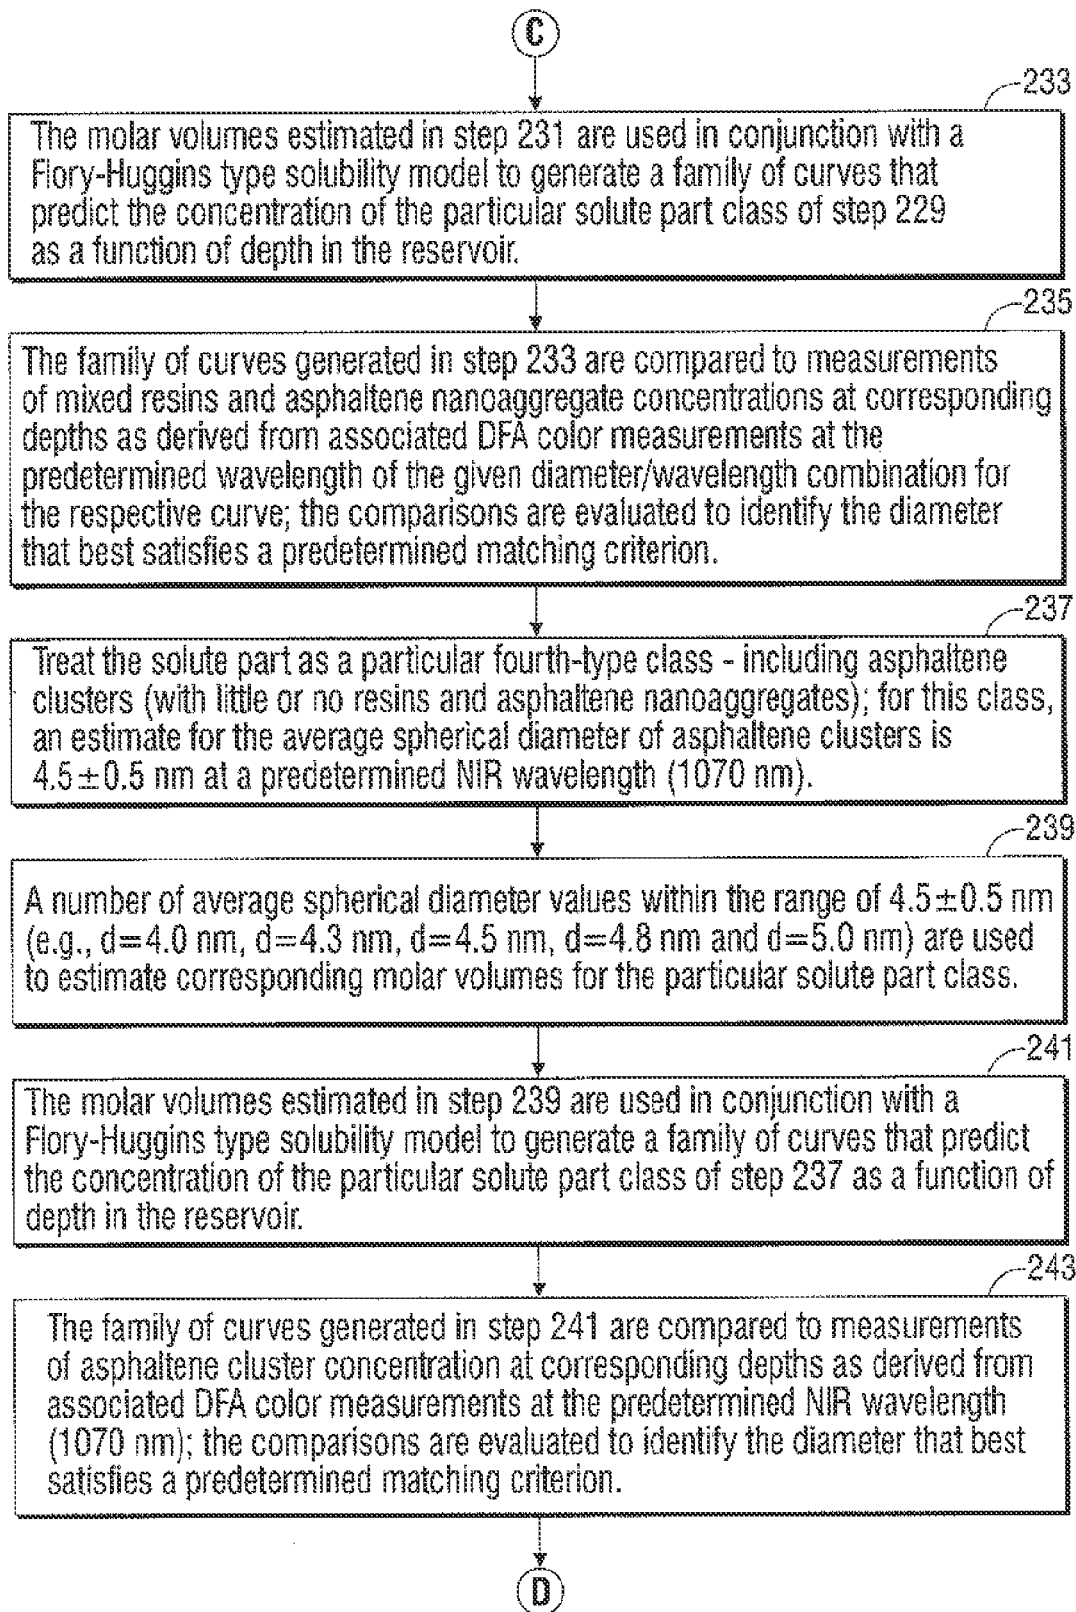 C
233
The molar volumes estimated in step 231 are used in conjunction with a
Flory-Huggins type solubility model to generate a family of curves that
predict the concentration of the particular solute part class of step 229
as a function of depth in the reservoir.
235
The family of curves generated in step 233 are compared to measurements
of mixed resins and asphaltene nanoaggregate concentrations at corresponding
depths as derived from associated DFA color measurements at the
predetermined wavelength of the given diameter/wavelength combination for
the respective curve; the comparisons are evaluated to identify the diameter
that best satisfies a predetermined matching criterion.
237
Treat the solute part as a particular fourth-type class - including asphaltene
clusters (with little or no resins and asphaltene nanoaggregates); for this class,
an estimate for the average spherical diameter of asphaltene clusters is
4.5±0.5 nm at a predetermined NIR wavelength (1070 nm).
239
A number of average spherical diameter values within the range of 4.5±0.5 nm
(e.g., d=4.0 nm, d=4.3 nm, d=4.5 nm, d=4.8 nm and d=5.0 nm) are used
to estimate corresponding molar volumes for the particular solute part class.
241
The molar volumes estimated in step 239 are used in conjunction with a
Flory-Huggins type solubility model to generate a family of curves that predict
the concentration of the particular solute part class of step 237 as a function of
depth in the reservoir.
243
The family of curves generated in step 241 are compared to measurements
of asphaltene cluster concentration at corresponding depths as derived from
associated DFA color measurements at the predetermined NIR wavelength
(1070 nm); the comparisons are evaluated to identify the diameter that best
satisfies a predetermined matching criterion.
D